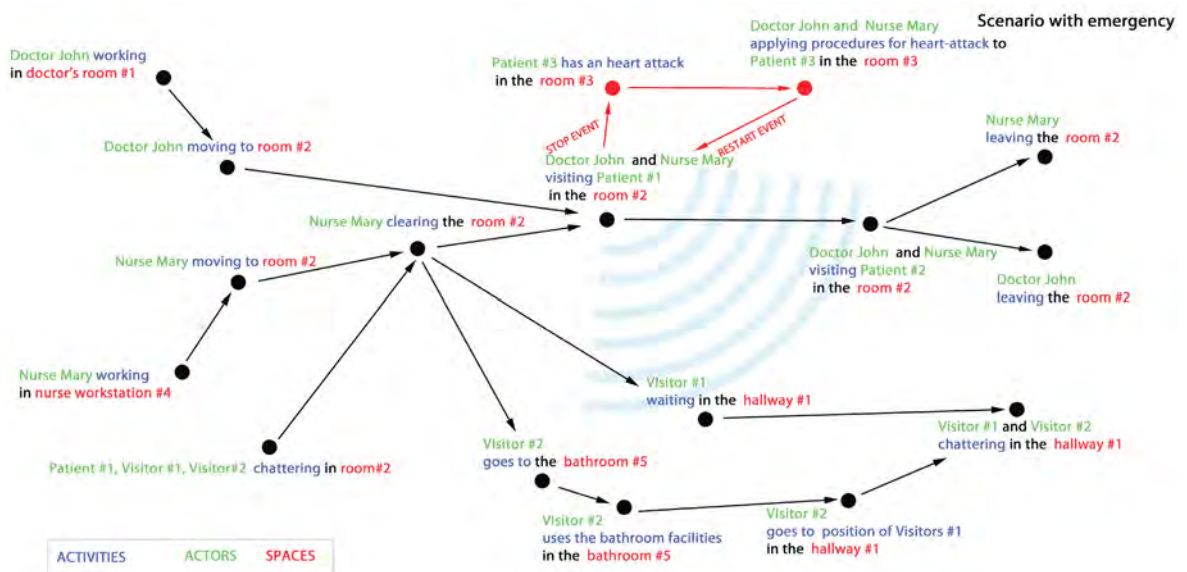 Scenario with emergency
Doctor John working
in doctor's room #1
Patient #3 has an heart attack
in the room #3
Doctor John and Nurse Mary
applying procedures for heart-attack to
Patient #3 in the room #3
STOP EVENT
RESTART EVENT
Nurse Mary
leaving the room #2
Doctor John moving to room #2
Doctor John and Nurse Mary
visiting Patient #1
in the room #2
Nurse Mary clearing the room #2
Nurse Mary moving to room #2
Doctor John and Nurse Mary
visiting Patient #2
in the room #2
Doctor John
leaving the room #2
Nurse Mary working
in nurse workstation #4
Visitor #1
waiting in the hallway #1
Visitor #1 and Visitor #2
chattering in the hallway #1
Patient #1, Visitor #1, Visitor#2 chattering in room#2
Visitor #2
goes to the bathroom #5
Visitor #2
uses the bathroom facilities
in the bathroom #5
Visitor #2
goes to position of Visitors #1
in the hallway #1
ACTIVITIES ACTORS SPACES